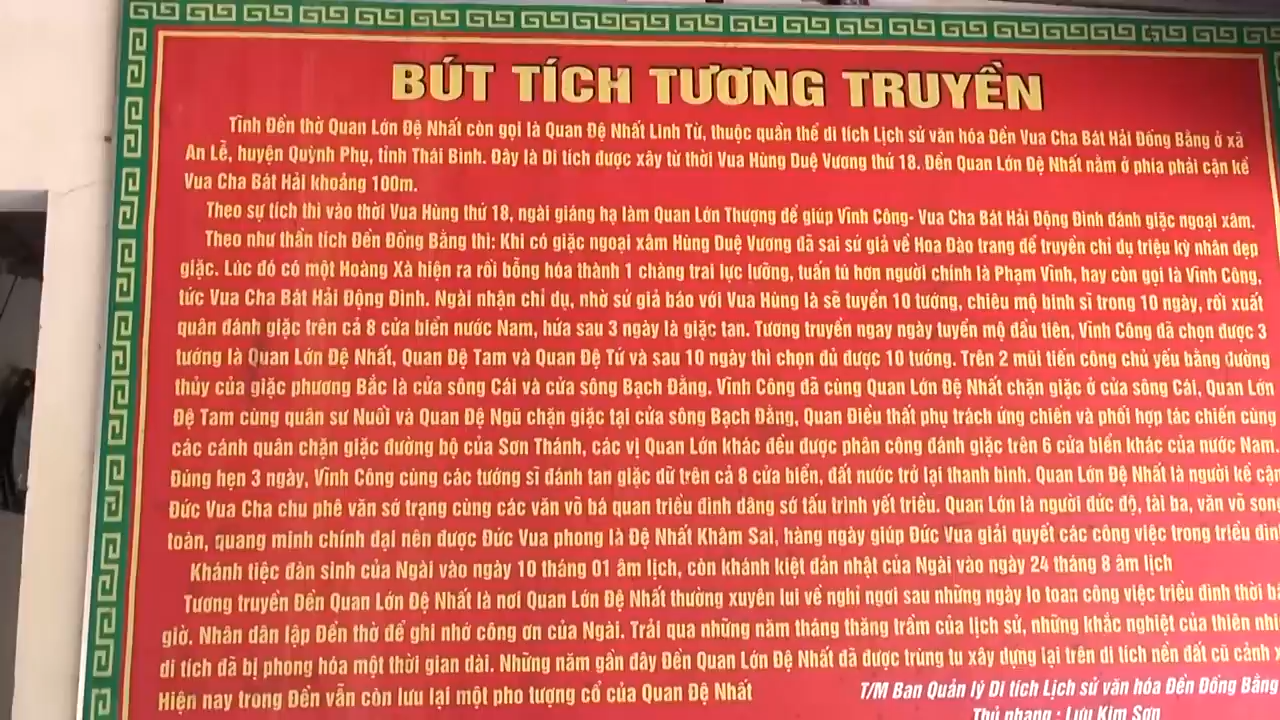 BÚT TÍCH TƯƠNG TRUYỀN
Tĩnh Đền thờ Quan Lớn Đệ Nhất còn gọi là Quan Đệ Nhất Linh Từ, thuộc quần thể di tích Lịch sử văn hóa Đền Vua Cha Bát Hải Đồng Bằng ở xã
An Lễ, huyện Quỳnh Phụ, tỉnh Thái Bình. Đây là Di tích được xây từ thời Vua Hùng Duệ Vương thứ 18. Đền Quan Lớn Đệ Nhất nằm ở phía phải cận kề
Vua Cha Bát Hải khoảng 100m.
Theo sự tích thì vào thời Vua Hùng thứ 18, ngài giáng hạ làm Quan Lớn Thượng để giúp Vĩnh Công- Vua Cha Bát Hải Động Đình đánh giặc ngoại xâm.
Theo như thần tích Đền Đồng Bằng thì: Khi có giặc ngoại xâm Hùng Duệ Vương đã sai sứ giả về Hoa Đào trang để truyền chỉ dụ triệu kỳ nhân dẹp
giặc. Lúc đó có một Hoàng Xà hiện ra rồi bỗng hóa thành 1 chàng trai lực lưỡng, tuấn tú hơn người chính là Phạm Vĩnh, hay còn gọi là Vĩnh Công,
tức Vua Cha Bát Hải Động Đình. Ngài nhận chỉ dụ, nhờ sứ giả báo với Vua Hùng là sẽ tuyển 10 tướng, chiêu mộ binh sĩ trong 10 ngày, rồi xuất
quân đánh giặc trên cả 8 cửa biển nước Nam, hứa sau 3 ngày là giặc tan. Tương truyền ngay ngày tuyển mộ đầu tiên, Vĩnh Công đã chọn được 3
tướng là Quan Lớn Đệ Nhất, Quan Đệ Tam và Quan Đệ Tứ và sau 10 ngày thì chọn đủ được 10 tướng. Trên 2 mũi tiến công chủ yếu bằng đường
thủy của giặc phương Bắc là cửa sông Cái và cửa sông Bạch Đằng. Vĩnh Công đã cùng Quan Lớn Đệ Nhất chặn giặc ở cửa sông Cái, Quan Lớn
Đệ Tam cùng quân sư Nuồi và Quan Đệ Ngũ chặn giặc tại cửa sông Bạch Đằng, Quan Điều thất phụ trách ứng chiến và phối hợp tác chiến cùng
các cánh quân chặn giặc đường bộ của Sơn Thánh, các vị Quan Lớn khác đều được phân công đánh giặc trên 6 cửa biển khác của nước Nam.
Đúng hẹn 3 ngày, Vĩnh Công cùng các tướng sĩ đánh tan giặc dữ trên cả 8 cửa biển, đất nước trở lại thanh bình. Quan Lớn Đệ Nhất là người kề cận
Đức Vua Cha chu phê văn sớ trạng cùng các văn võ bá quan triều đình dâng sớ tấu trình yết triều. Quan Lớn là người đức độ, tài ba, văn võ song
toàn, quang minh chính đại nên được Đức Vua phong là Đệ Nhất Khâm Sai, hàng ngày giúp Đức Vua giải quyết các công việc trong triều
Khánh tiệc đản sinh của Ngài vào ngày 10 tháng 01 âm lịch, còn khánh kiệt đản nhật của Ngài vào ngày 24 tháng 8 âm lịch
Tương truyền Đền Quan Lớn Đệ Nhất là nơi Quan Lớn Đệ Nhất thường xuyên lui về nghỉ ngơi sau những ngày lo toan công việc triều đình thời
giờ. Nhân dân lập Đền thờ để ghi nhớ công ơn của Ngài. Trải qua những năm tháng thăng trầm của lịch sử, những khắc nghiệt của thiên
di tích đã bị phong hóa một thời gian dài. Những năm gần đây Đền Quan Lớn Đệ Nhất đã được trùng tu xây dựng lại trên di tích nền đất cũ cảnh
Hiện nay trong Đền vẫn còn lưu lại một pho tượng cổ của Quan Đệ Nhất
T/M Ban Quản lý Di tích Lịch sử văn hóa Đền Đồng Bằng
Thủ nhang : Lưu Kim Sơn